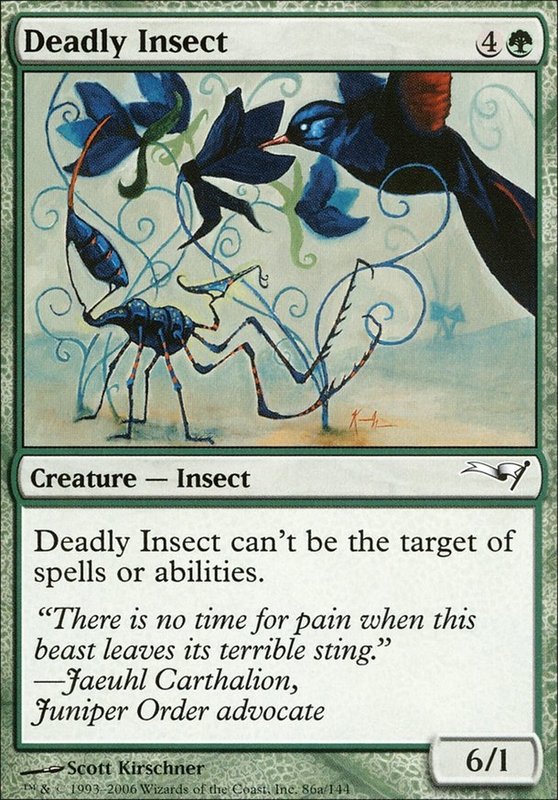 Deadly Insect 4
Creature — Insect
Deadly Insect can't be the target of
spells or abilities.
“There is no time for pain when this
beast leaves its terrible sting.”
—Jaeuhl Carthalion,
Juniper Order advocate
6/1
Scott Kirschner
™ & © 1993–2006 Wizards of the Coast, Inc. 86a/144